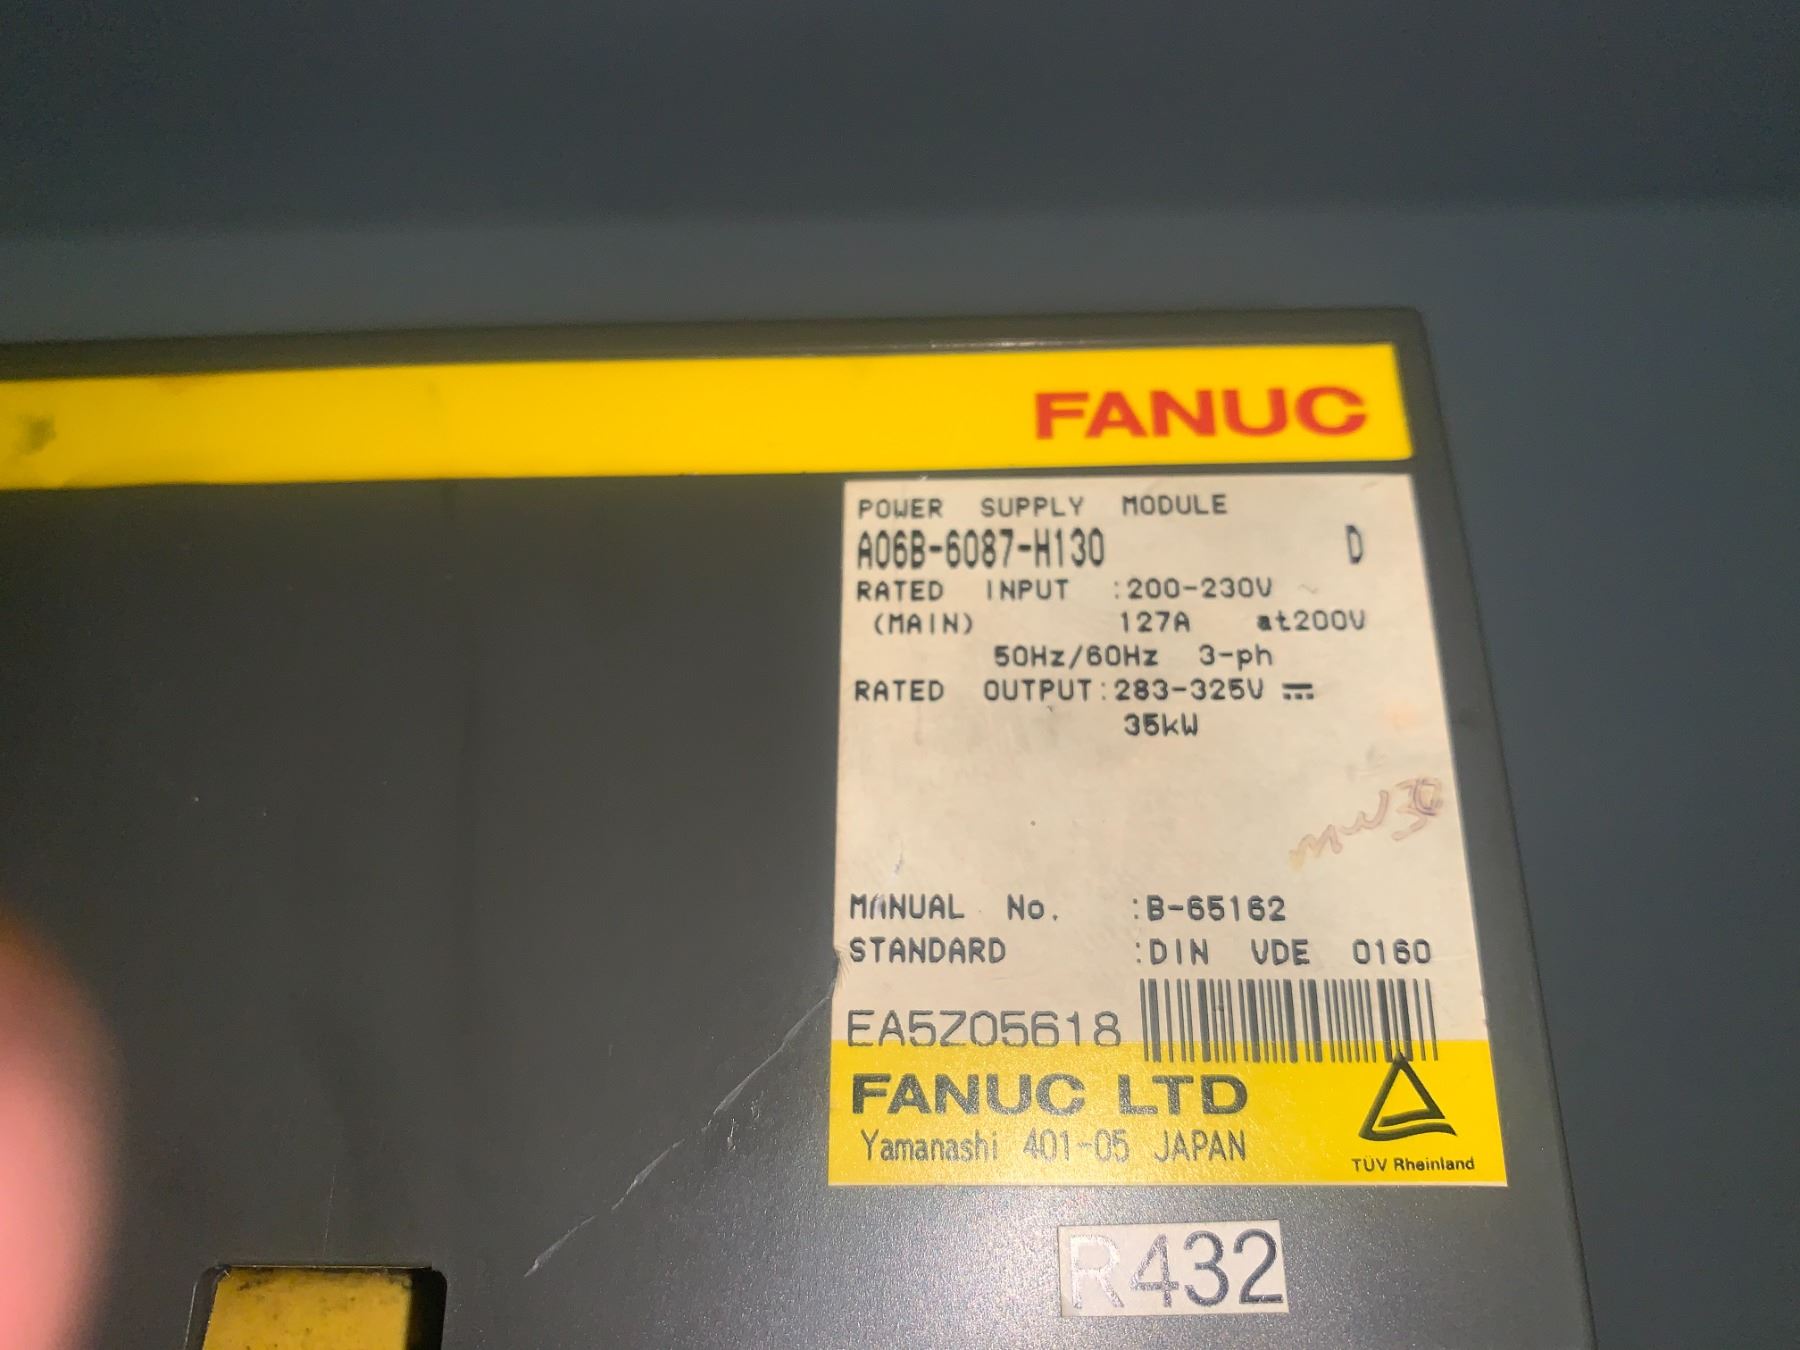 FANUC
POWER SUPPLY MODULE
A06B-6087-H130 D
RATED INPUT :200-230V ~
(MAIN) 127A at200V
50Hz/60Hz 3-ph
RATED OUTPUT:283-325V ⎓
35kW
MANUAL No. :B-65162
STANDARD :DIN VDE 0160
EA5Z05618
FANUC LTD
Yamanashi 401-05 JAPAN
TÜV Rheinland
R432